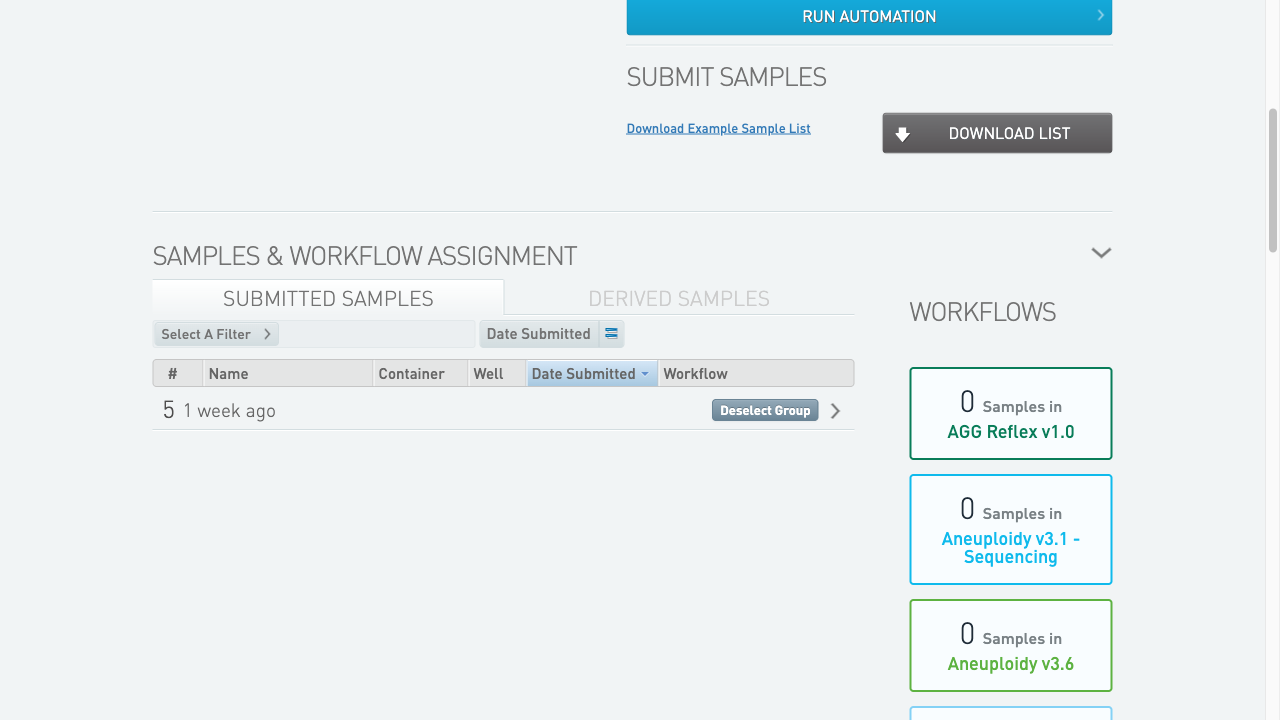 RUN AUTOMATION
SUBMIT SAMPLES
Download Example Sample List
DOWNLOAD LIST
SAMPLES & WORKFLOW ASSIGNMENT
SUBMITTED SAMPLES
DERIVED SAMPLES
Select A Filter
Date Submitted
# Name Container Well Date Submitted Workflow
5 1 week ago
Deselect Group
WORKFLOWS
0 Samples in
AGG Reflex v1.0
0 Samples in
Aneuploidy v3.1 -
Sequencing
0 Samples in
Aneuploidy v3.6